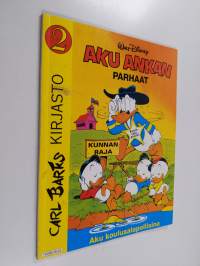 2
CARL BARKS KIRJASTO
Walt Disney
AKU ANKAN
PARHAAT
KUNNAN
RAJA
Aku koulusalapoliisina